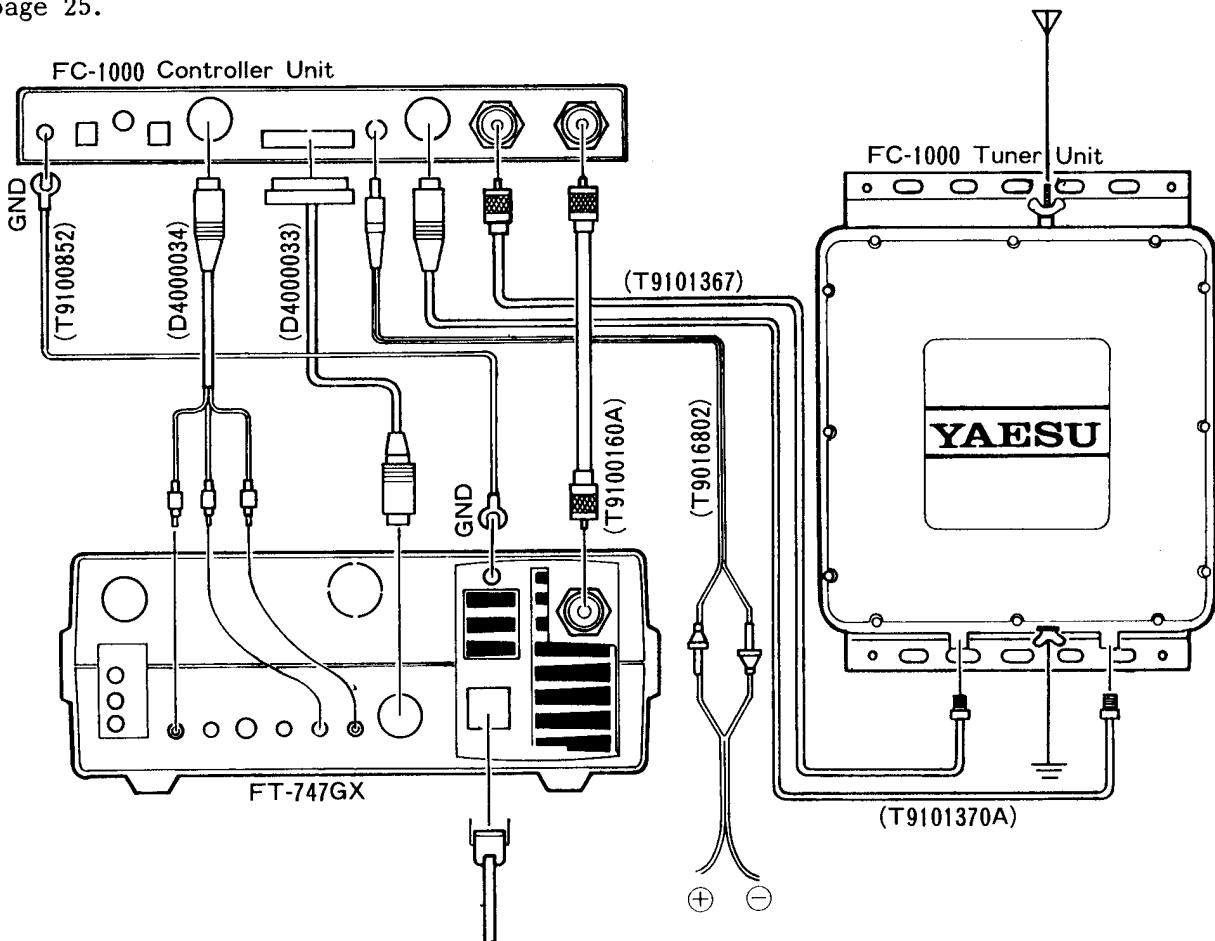 page 25.
FC-1000 Controller Unit
FC-1000 Tuner Unit
GND
(T9100852)
(D4000034)
(D4000033)
(T9101367)
GND
(T9100160A)
(T9016802)
YAESU
FT-747GX
(T9101370A)
⊕ ⊖